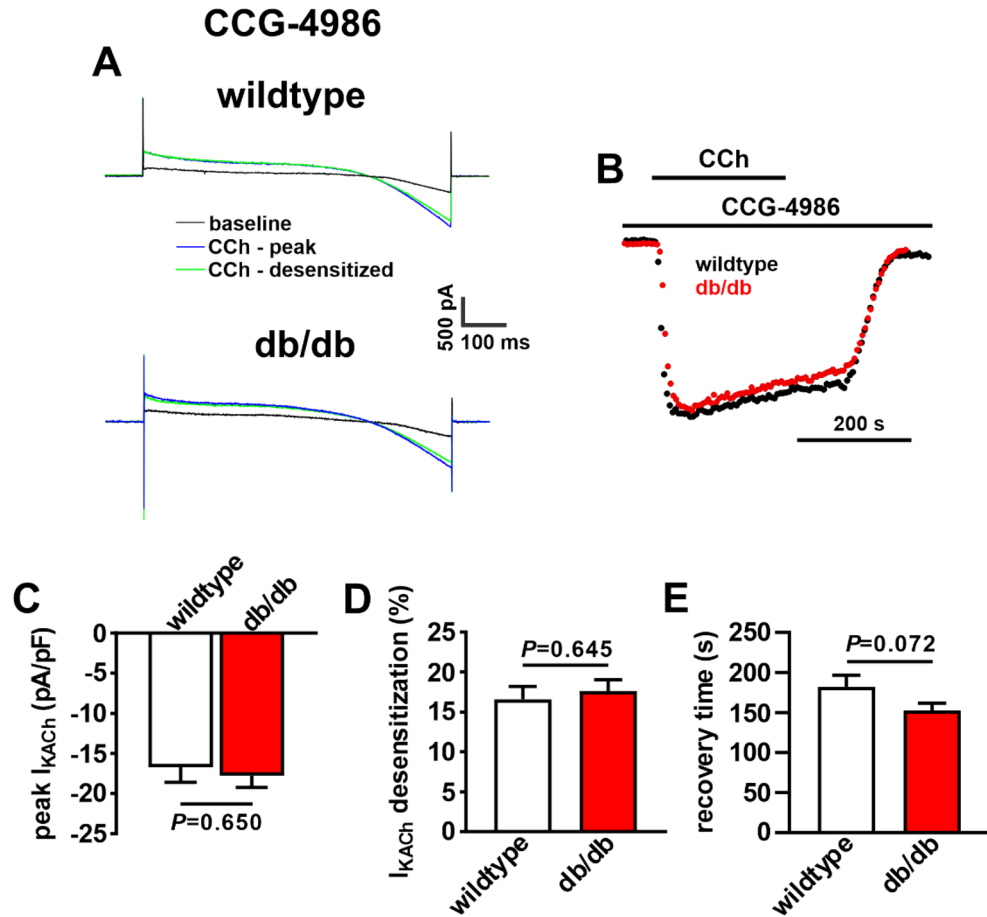 CCG-4986
A
wildtype
baseline
CCh - peak
CCh - desensitized
500 pA
100 ms
db/db
B
CCh
CCG-4986
wildtype
db/db
200 s
C
wildtype
db/db
peak IKACh (pA/pF)
0
-5
-10
-15
-20
-25
P=0.650
D
IKACh desensitization (%)
25
20
15
10
5
0
P=0.645
wildtype
db/db
E
recovery time (s)
250
200
150
100
50
0
P=0.072
wildtype
db/db